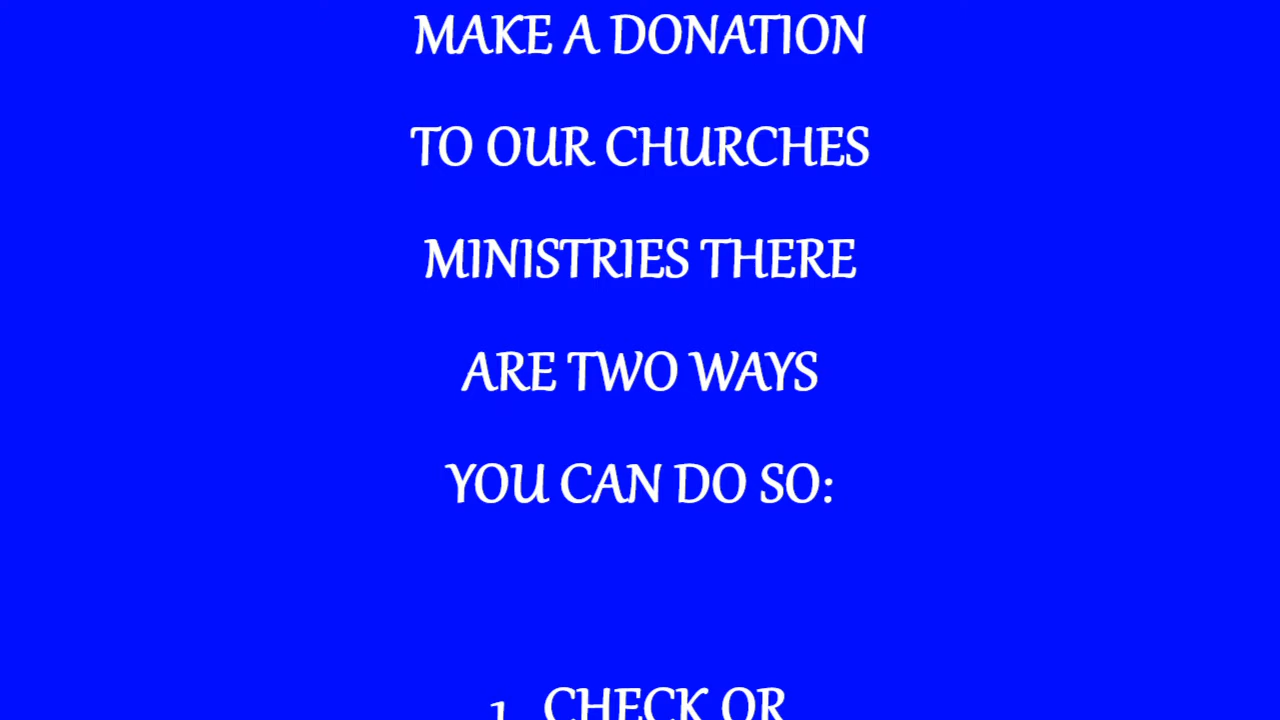 MAKE A DONATION
TO OUR CHURCHES
MINISTRIES THERE
ARE TWO WAYS
YOU CAN DO SO:
1. CHECK OR